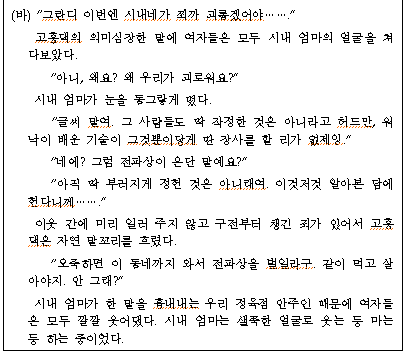 (바) "그란디 이번엔 시내네가 쬐까 괴롭겠어야……."
고흥댁의 의미심장한 말에 여자들은 모두 시내 엄마의 얼굴을 쳐
다보았다.
"아니, 왜요? 왜 우리가 괴로워요?"
시내 엄마가 눈을 동그랗게 떴다.
"글씨 말여. 그 사람들도 딱 작정한 것은 아니라고 허드만, 워
낙이 배운 기술이 그것뿐이당게 딴 장사를 할 리가 없제잉."
"네에? 그럼 전파상이 온단 말예요?"
"아직 딱 부러지게 정헌 것은 아니래여. 이것저것 알아본 담에
헌다니께……."
이웃 간에 미리 일러 주지 않고 구전부터 챙긴 죄가 있어서 고흥
댁은 자연 말꼬리를 흐렸다.
"오죽하면 이 동네까지 와서 전파상을 벌일라구. 같이 먹고 살
아야지. 안 그래?"
시내 엄마가 한 말을 흉내내는 우리 정육점 안주인 때문에 여자들
은 모두 깔깔 웃어댔다. 시내 엄마는 샐쭉한 얼굴로 웃는 둥 마는
둥 하는 중이었다.